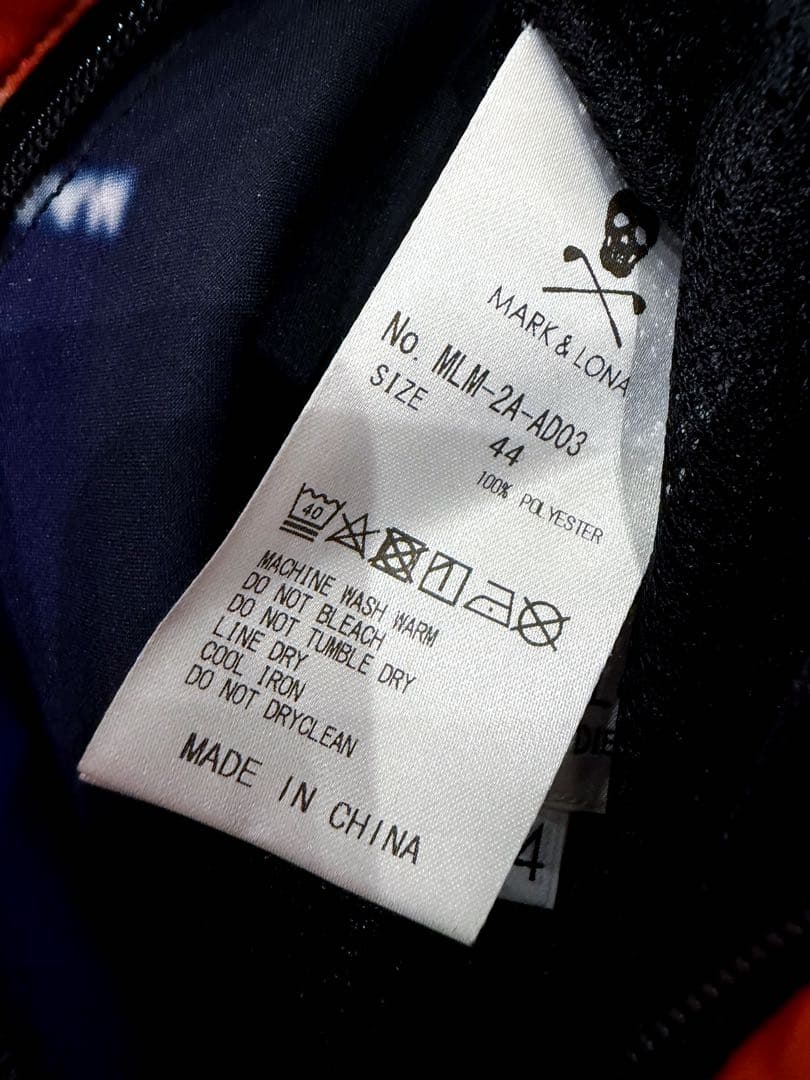 MARK & LONA
No. MLM-2A-AD03
SIZE 44
100% POLYESTER
40
MACHINE WASH WARM
DO NOT BLEACH
DO NOT TUMBLE DRY
LINE DRY
COOL IRON
DO NOT DRYCLEAN
MADE IN CHINA
4